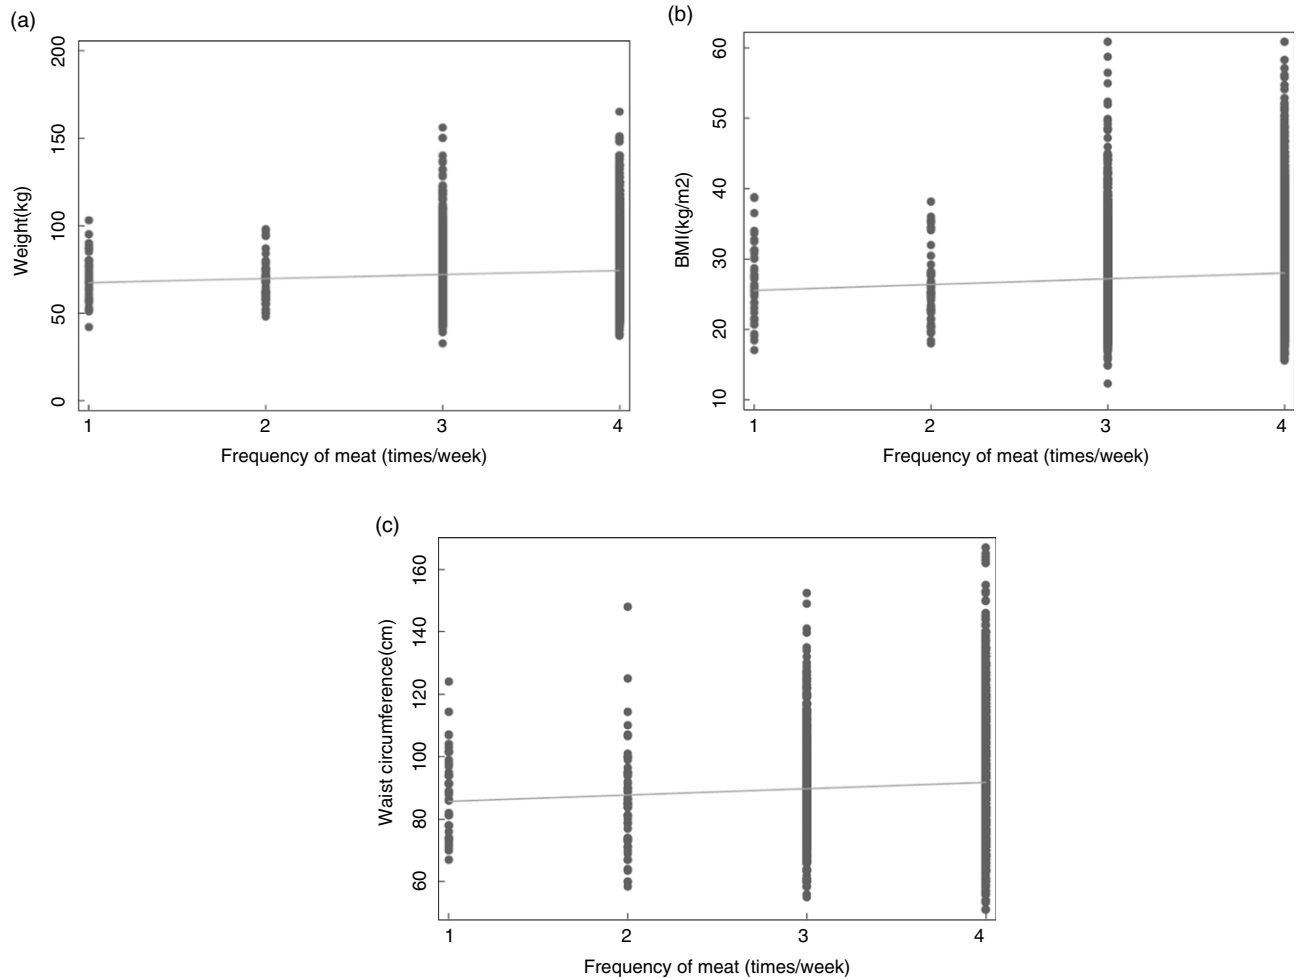 (a)
200
150
100
50
0
Weight(kg)
1 2 3 4
Frequency of meat (times/week)
(b)
60
50
40
30
20
10
BMI(kg/m2)
1 2 3 4
Frequency of meat (times/week)
(c)
160
140
120
100
80
60
Waist circumference(cm)
1 2 3 4
Frequency of meat (times/week)